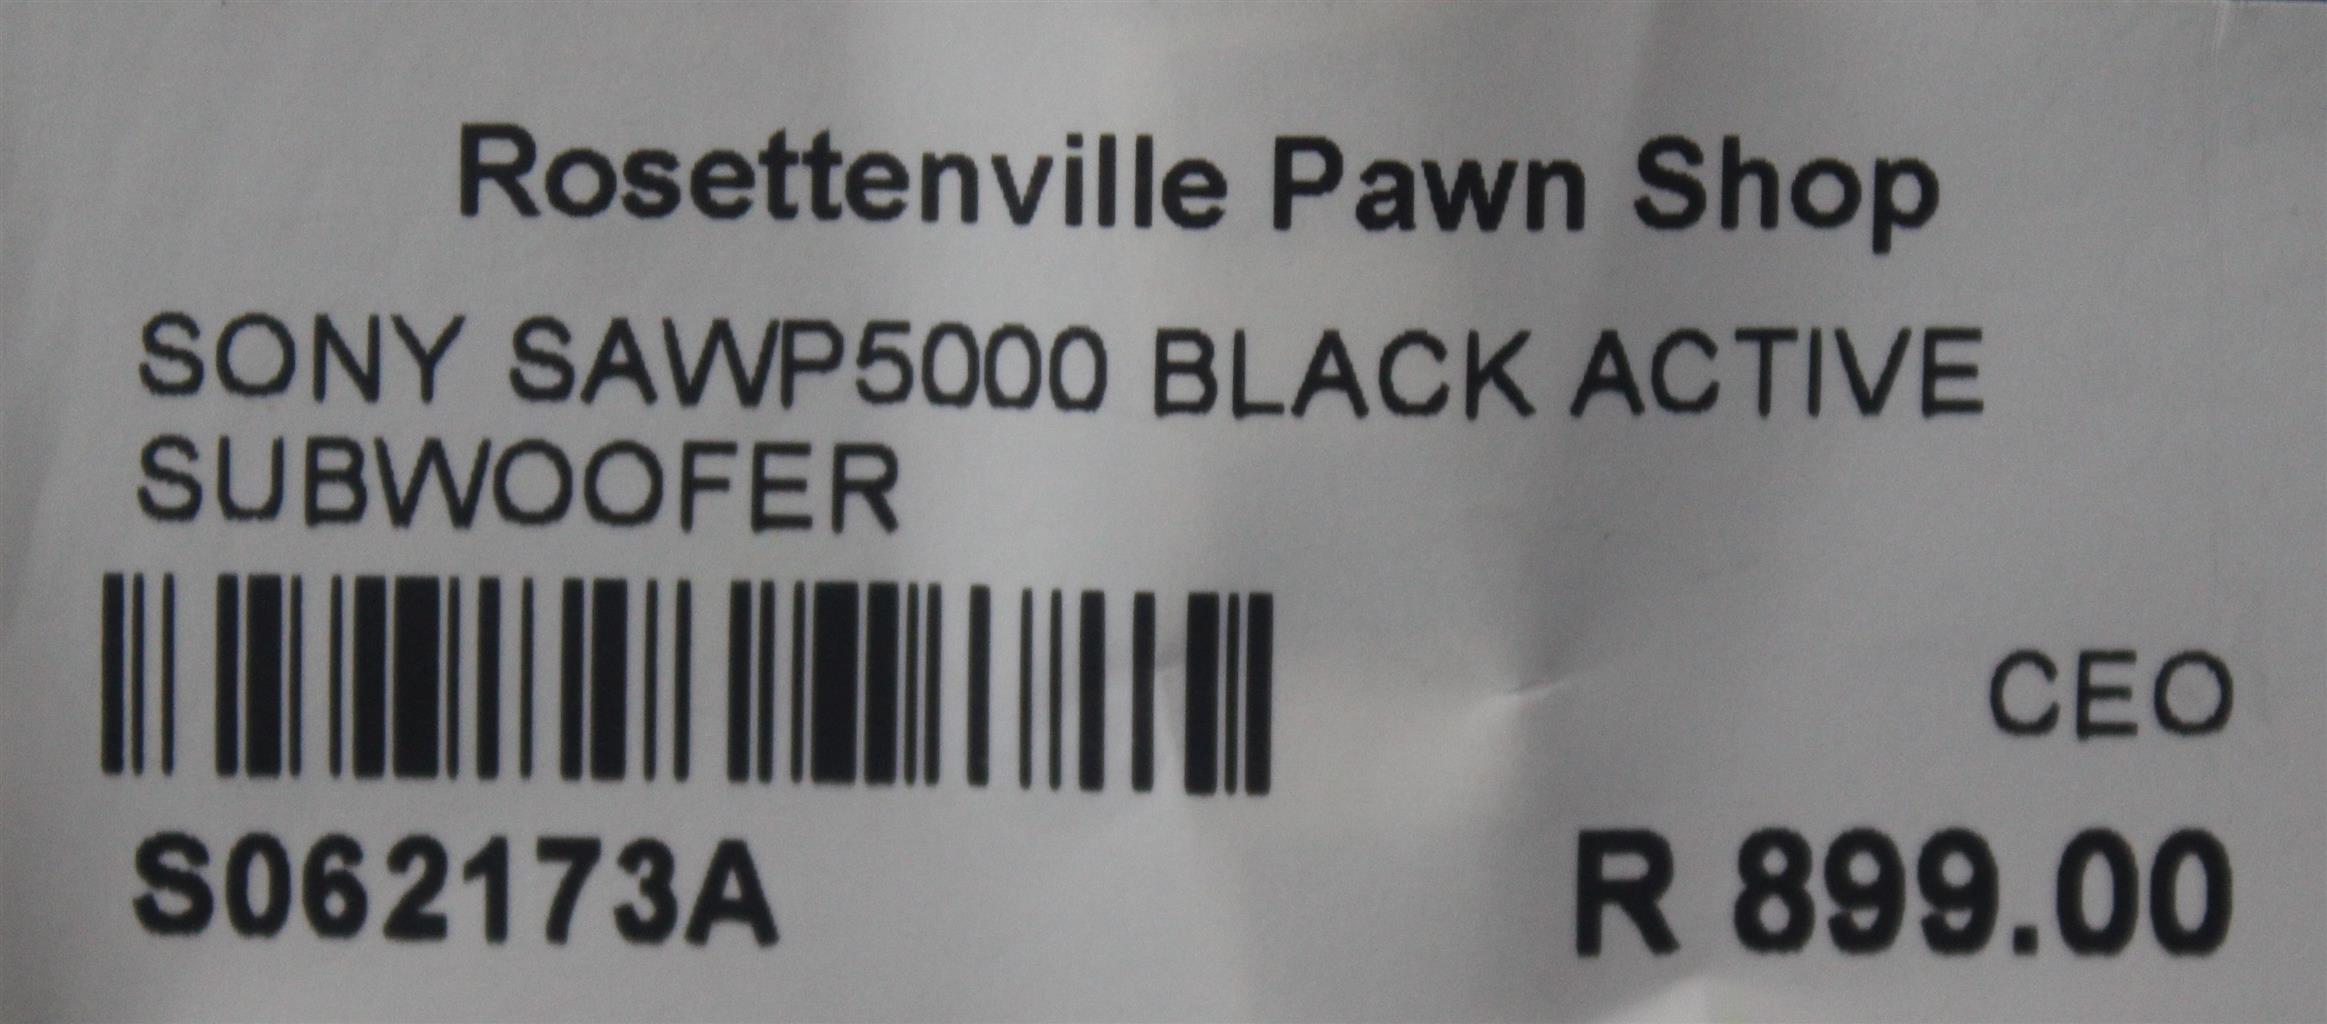 Rosettenville Pawn Shop
SONY SAWP5000 BLACK ACTIVE
SUBWOOFER
CEO
S062173A R 899.00